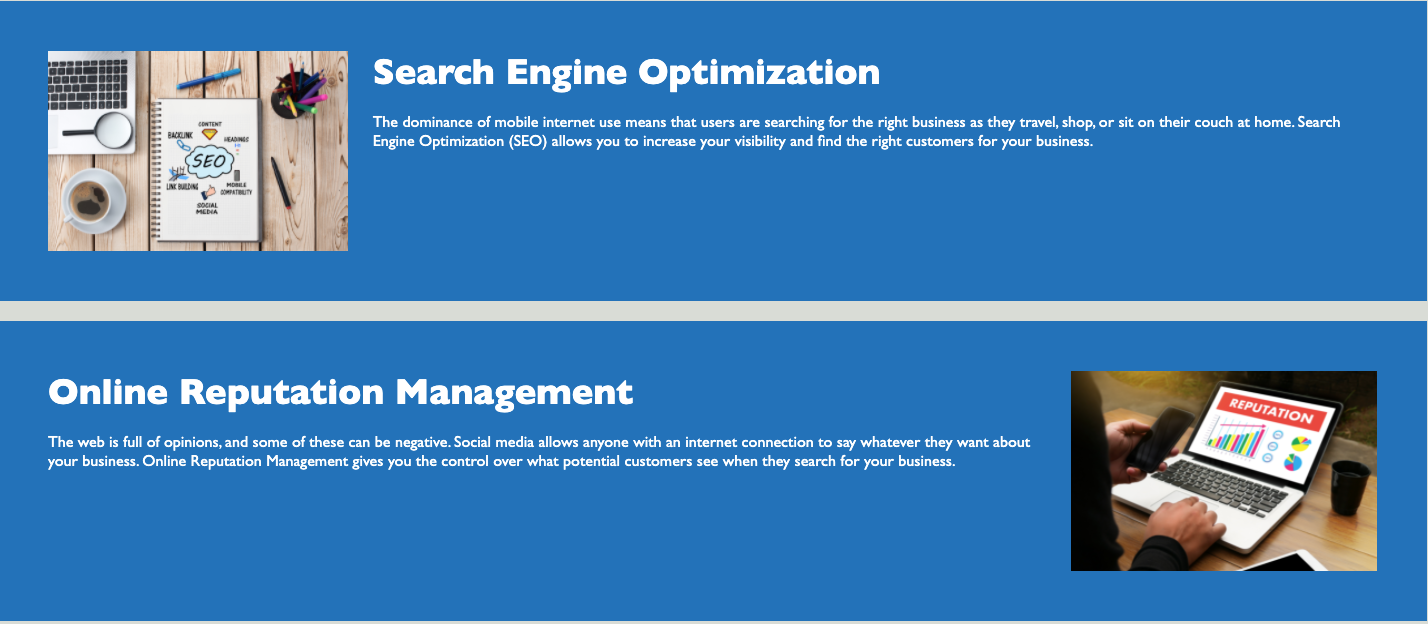 Search Engine Optimization
The dominance of mobile internet use means that users are searching for the right business as they travel, shop, or sit on their couch at home. Search
Engine Optimization (SEO) allows you to increase your visibility and find the right customers for your business.
CONTENT
BACKLINK
HEADINGS
SEO
LINK BUILDING
MOBILE
COMPATIBILITY
SOCIAL
MEDIA
Online Reputation Management
The web is full of opinions, and some of these can be negative. Social media allows anyone with an internet connection to say whatever they want about
your business. Online Reputation Management gives you the control over what potential customers see when they search for your business.
REPUTATION